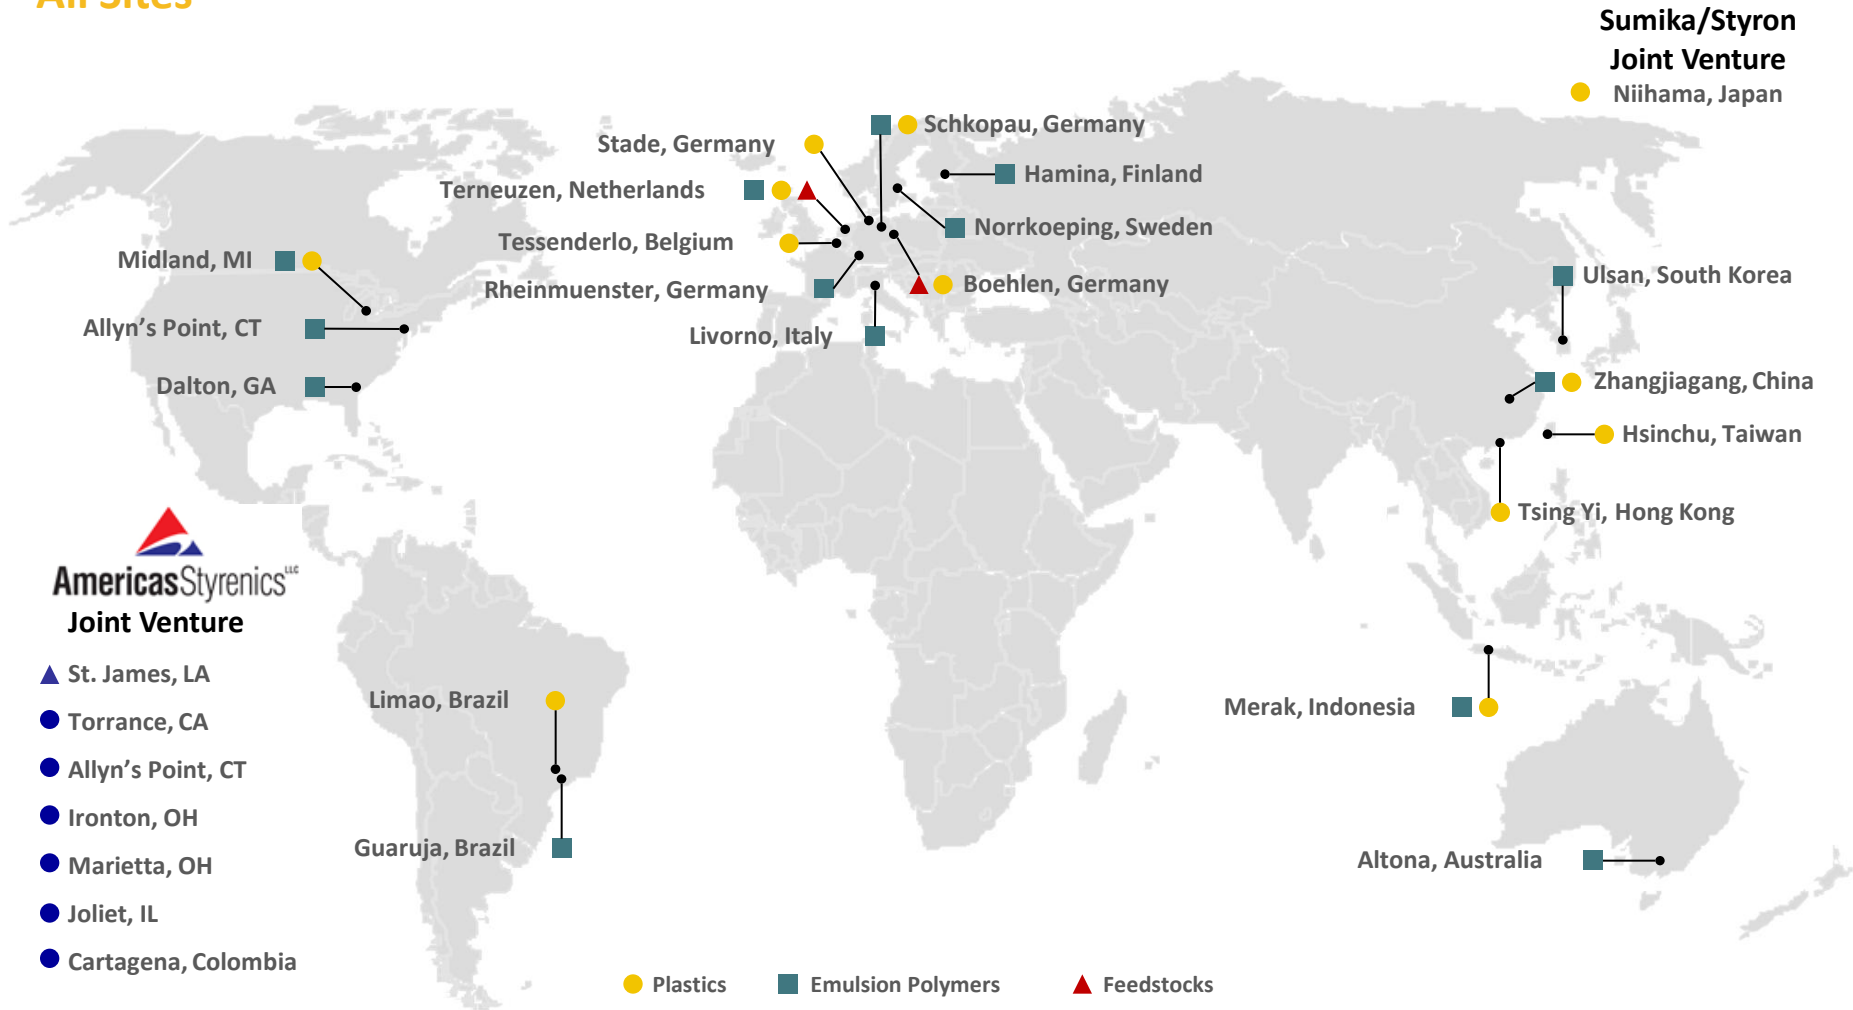 All Sites
Sumika/Styron
Joint Venture
Niihama, Japan
Schkopau, Germany
Stade, Germany
Hamina, Finland
Terneuzen, Netherlands
Norrkoeping, Sweden
Tessenderlo, Belgium
Midland, MI
Ulsan, South Korea
Rheinmuenster, Germany
Boehlen, Germany
Allyn’s Point, CT
Livorno, Italy
Dalton, GA
Zhangjiagang, China
Hsinchu, Taiwan
Tsing Yi, Hong Kong
AmericasStyrenics LLC
Joint Venture
St. James, LA
Torrance, CA
Allyn’s Point, CT
Ironton, OH
Marietta, OH
Joliet, IL
Cartagena, Colombia
Limao, Brazil
Guaruja, Brazil
Merak, Indonesia
Altona, Australia
Plastics
Emulsion Polymers
Feedstocks